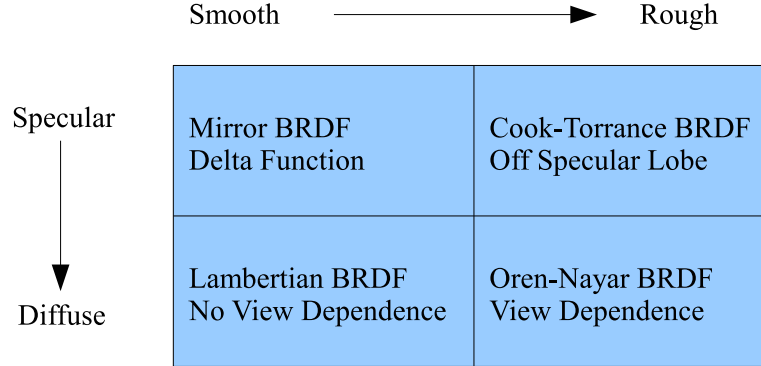 Smooth
Rough
Specular
Mirror BRDF
Delta Function
Cook-Torrance BRDF
Off Specular Lobe
Diffuse
Lambertian BRDF
No View Dependence
Oren-Nayar BRDF
View Dependence